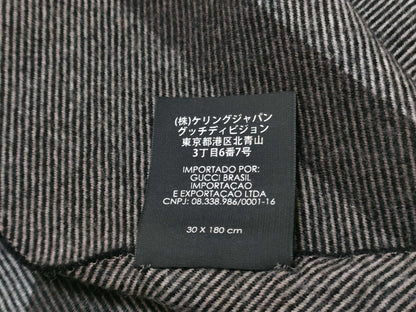 (株)ケリングジャパン
グッチディビジョン
東京都港区北青山
3丁目6番7号
IMPORTADO POR:
GUCCI BRASIL
IMPORTACAO
E EXPORTACAO LTDA
CNPJ: 08.338.986/0001-16
30 X 180 cm